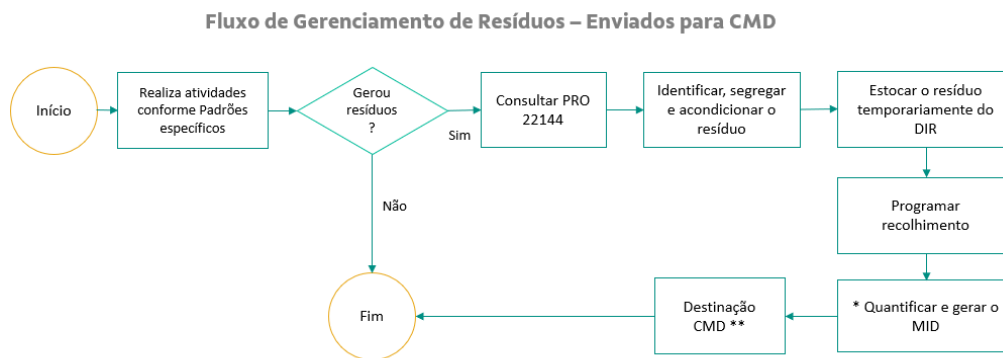 Fluxo de Gerenciamento de Resíduos – Enviados para CMD
Início
Realiza atividades
conforme Padrões
específicos
Gerou
resíduos
?
Sim
Consultar PRO
22144
Identificar, segregar
e acondicionar o
resíduo
Estocar o resíduo
temporariamente do
DIR
Não
Programar
recolhimento
* Quantificar e gerar o
MID
Destinação
CMD **
Fim